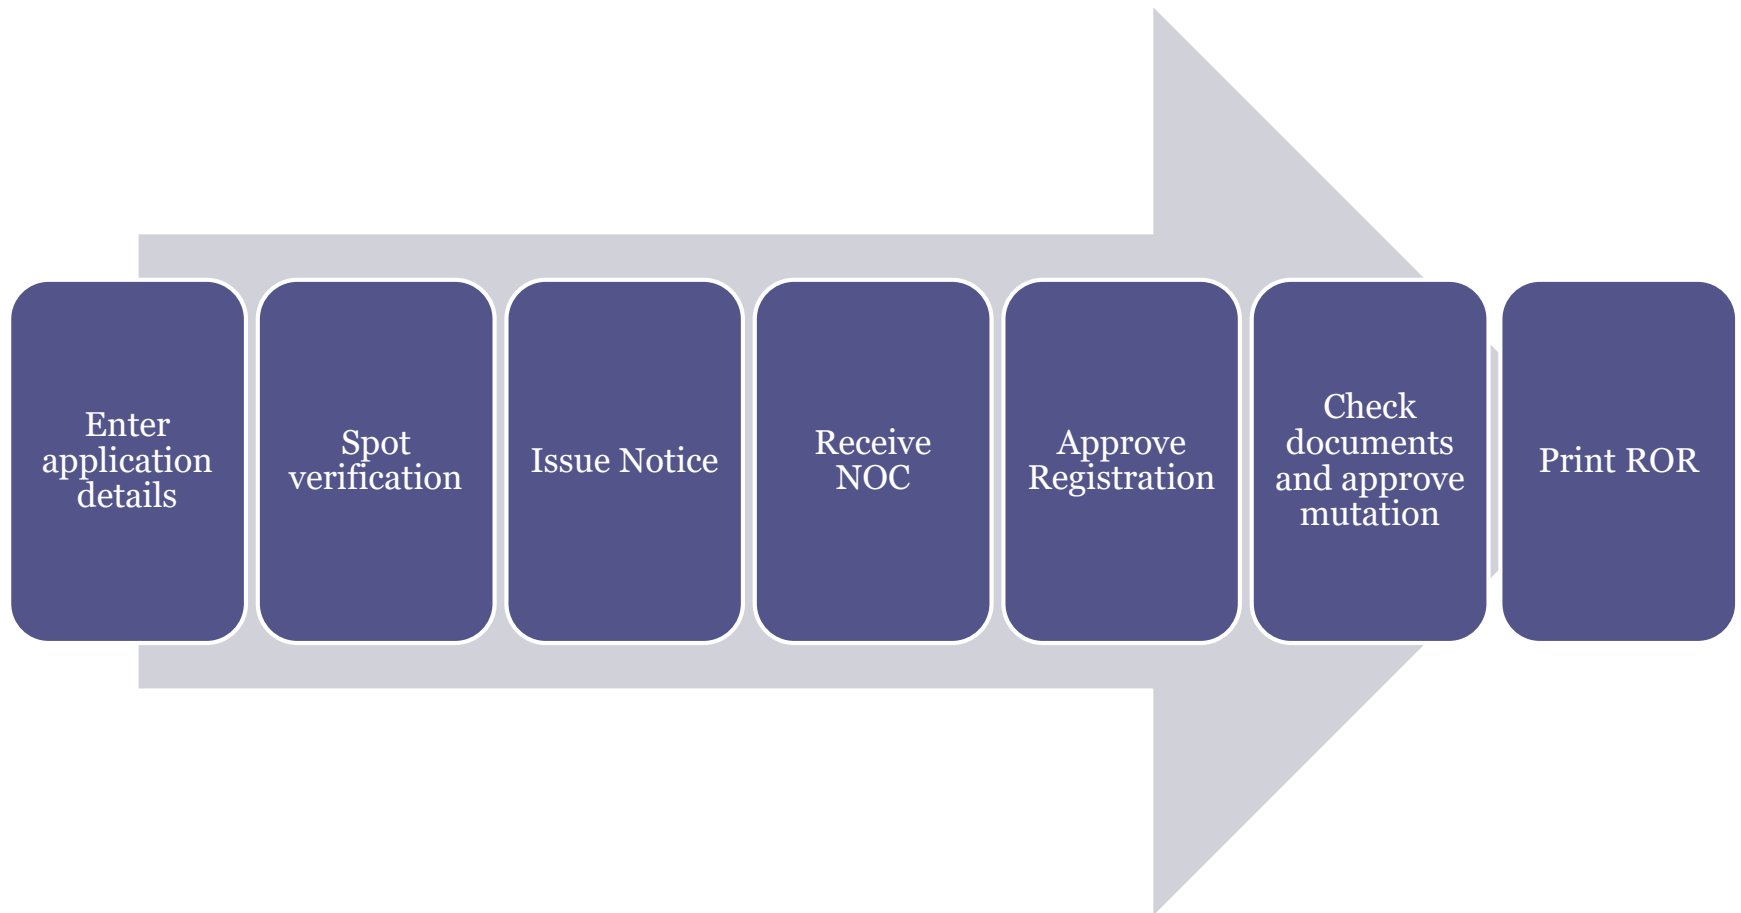 Enter
application
details
Spot
verification
Issue Notice
Receive
NOC
Approve
Registration
Check
documents
and approve
mutation
Print ROR